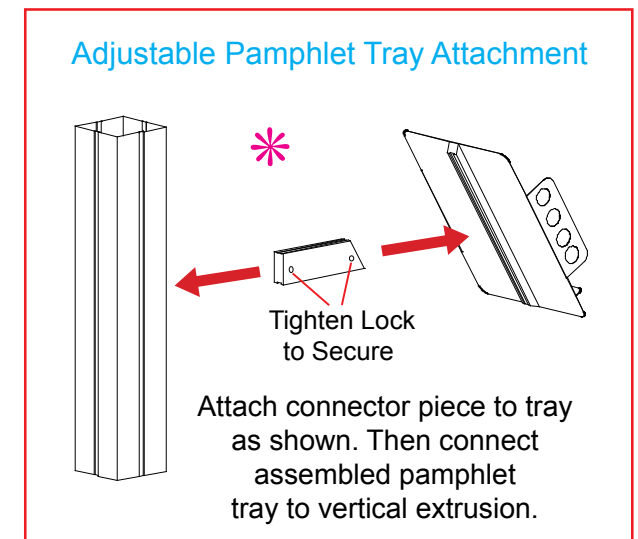 Adjustable Pamphlet Tray Attachment
Tighten Lock
to Secure
Attach connector piece to tray
as shown. Then connect
assembled pamphlet
tray to vertical extrusion.